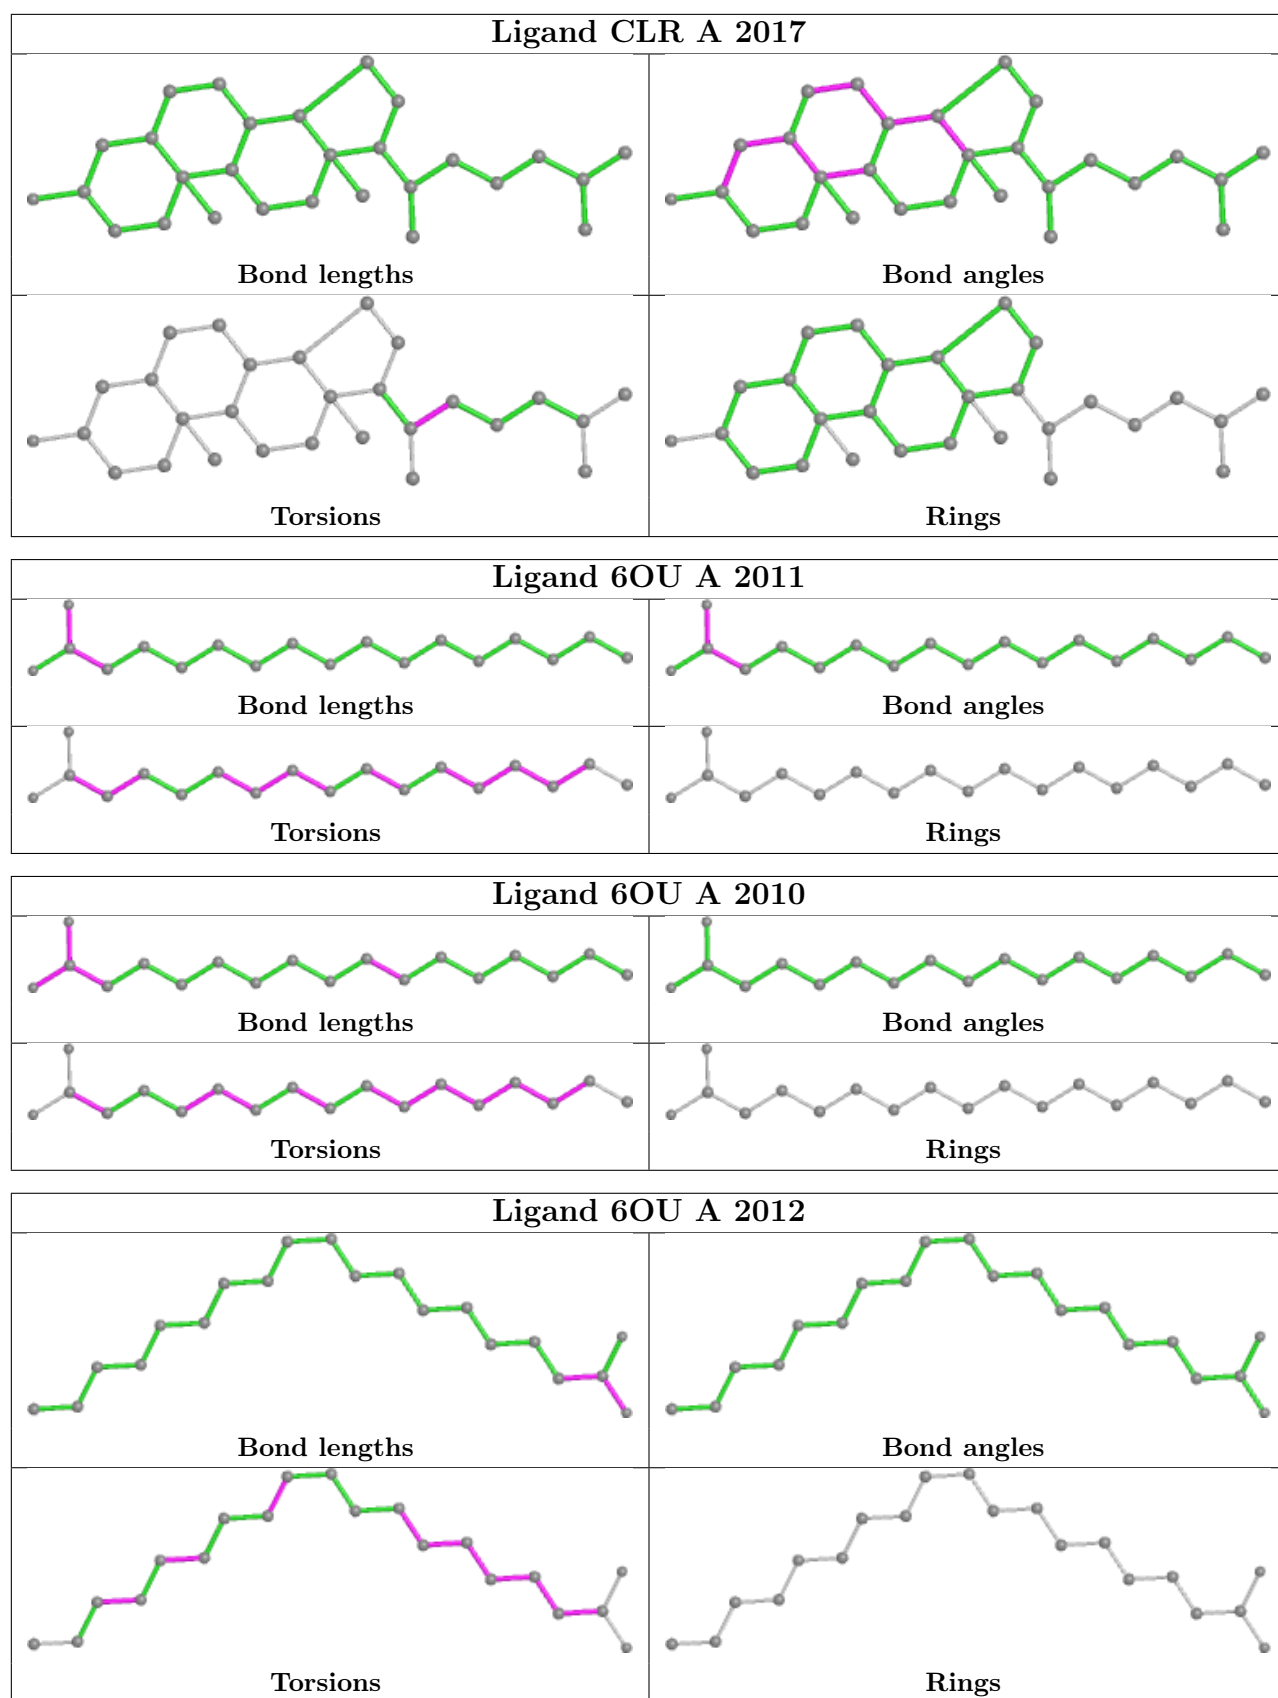 Ligand CLR A 2017
Bond lengths
Bond angles
Torsions
Rings
Ligand 6OU A 2011
Bond lengths
Bond angles
Torsions
Rings
Ligand 6OU A 2010
Bond lengths
Bond angles
Torsions
Rings
Ligand 6OU A 2012
Bond lengths
Bond angles
Torsions
Rings